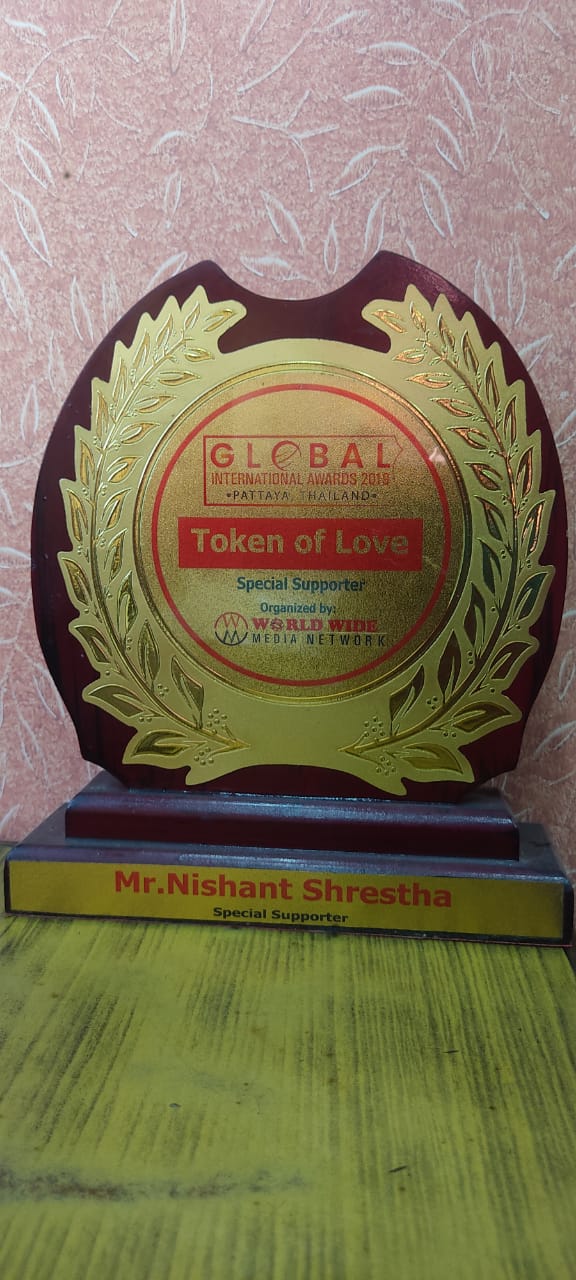 GLOBAL
INTERNATIONAL AWARDS 2019
•PATTAYA, THAILAND•
Token of Love
Special Supporter
Organized by:
WORLD WIDE
MEDIA NETWORK
Mr.Nishant Shrestha
Special Supporter